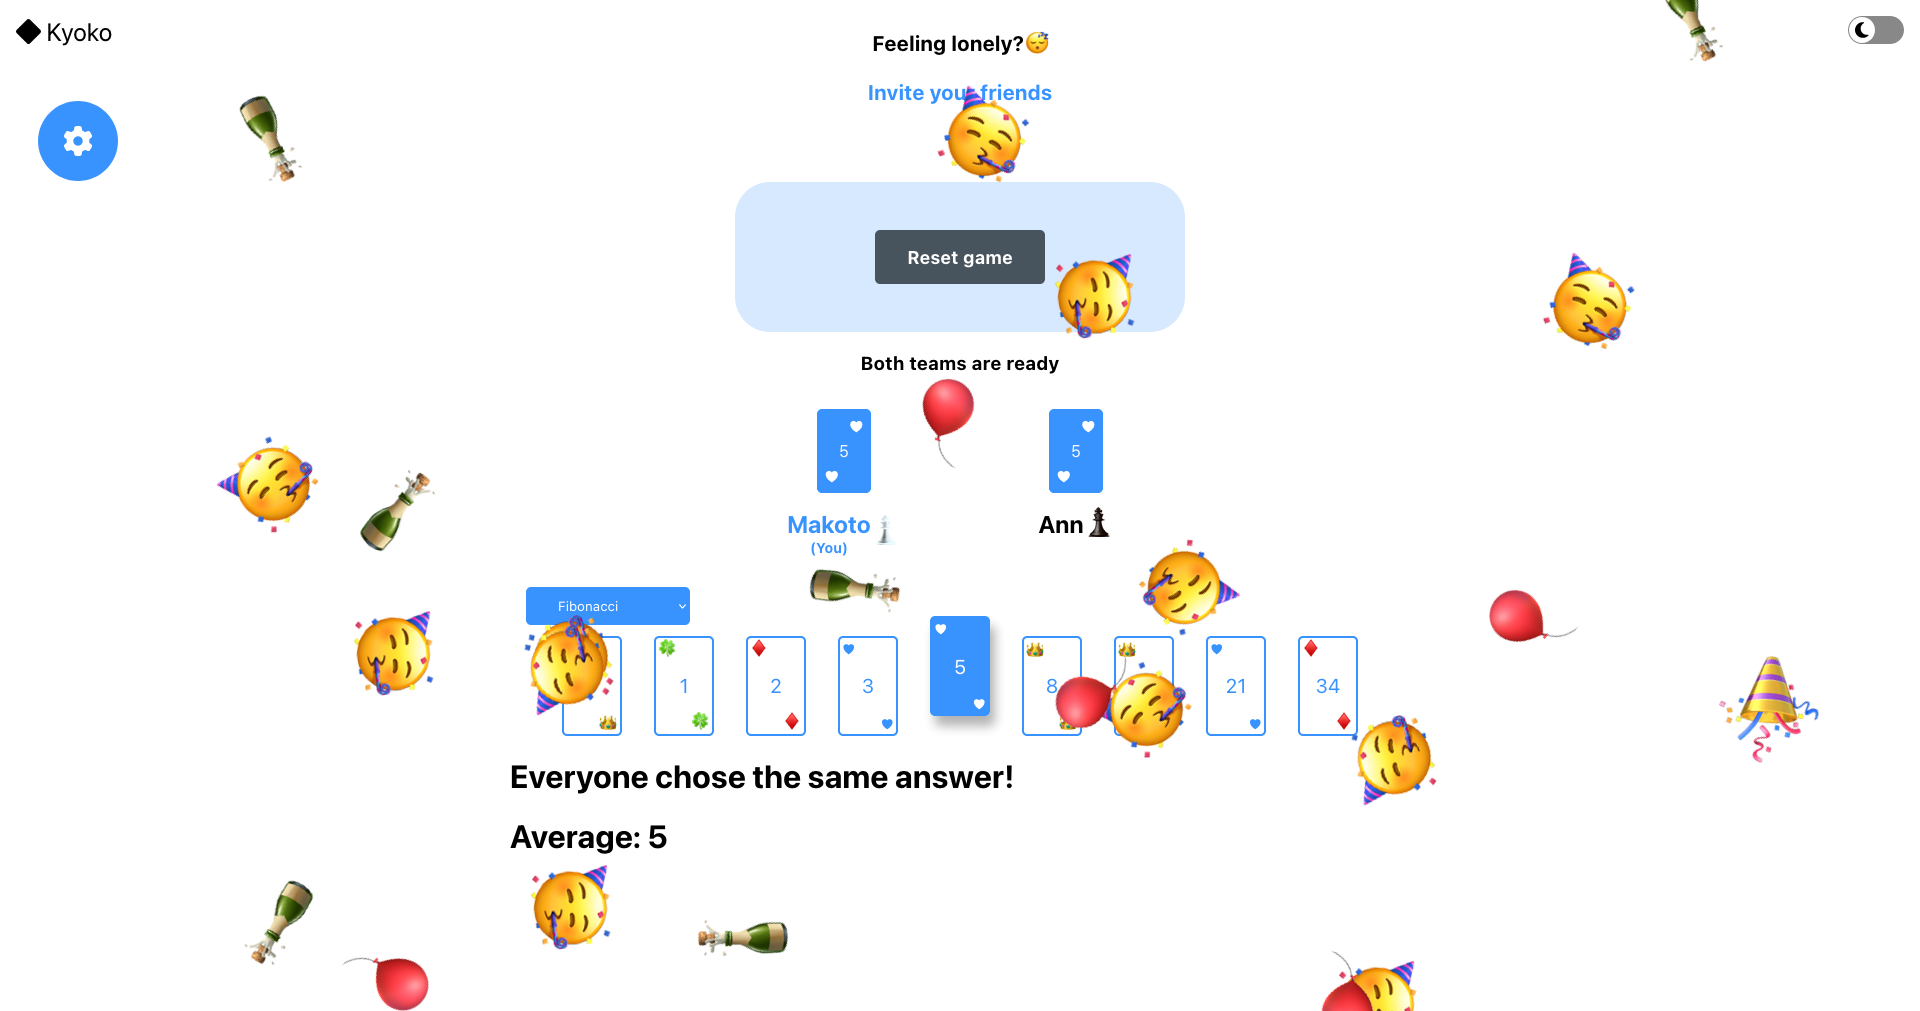 Kyoko
Feeling lonely?
Invite your friends
Reset game
Both teams are ready
5
5
Makoto
(You)
Ann
Fibonacci
1
2
3
5
8
21
34
Everyone chose the same answer!
Average: 5